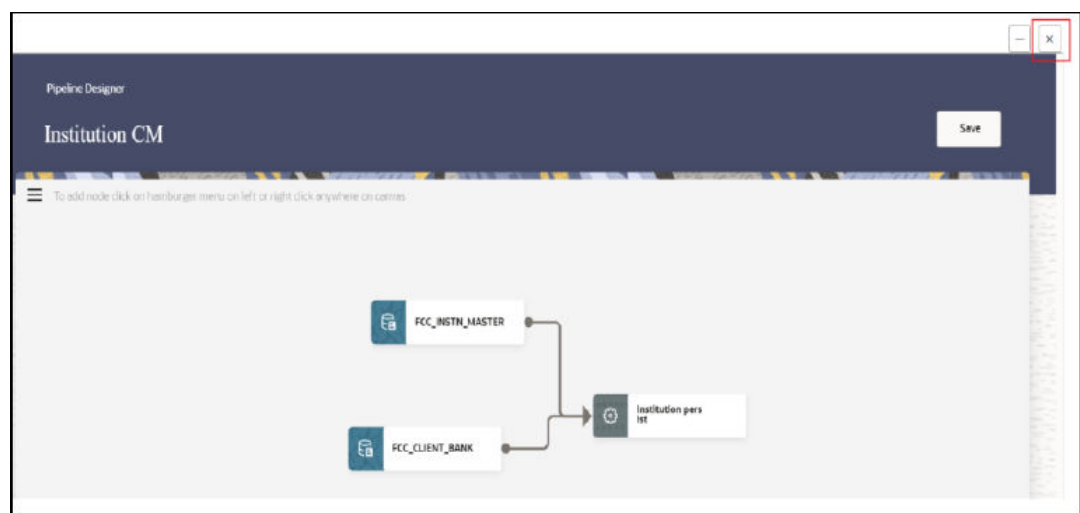 Pipeline Designer
Institution CM
Save
To add node click on hamburger menu on left or right click anywhere on canvas
FCC_INSTN_MASTER
Institution pers
ist
FCC_CLIENT_BANK